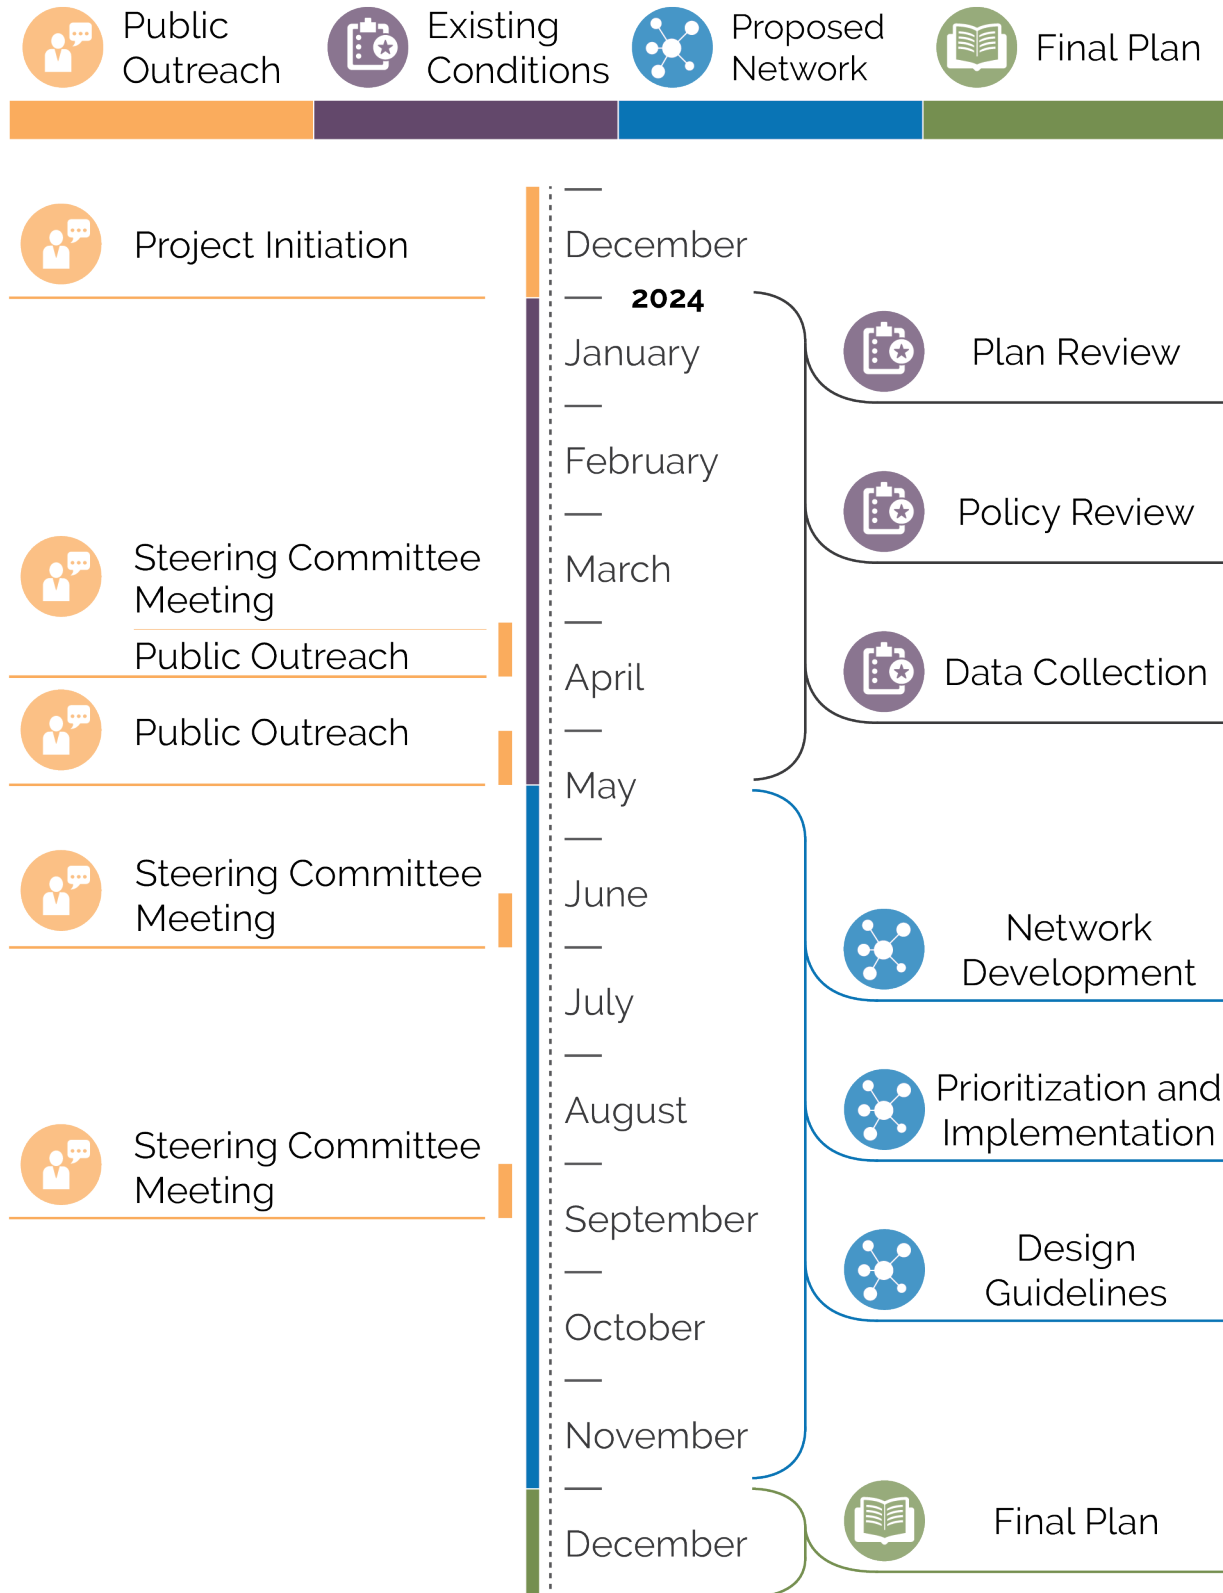 Public
Outreach
Existing
Conditions
Proposed
Network
Final Plan
Project Initiation
December
2024
January
Plan Review
February
Policy Review
March
Steering Committee
Meeting
Public Outreach
April
Data Collection
Public Outreach
May
Steering Committee
Meeting
June
Network
Development
July
August
Prioritization and
Implementation
Steering Committee
Meeting
September
Design
Guidelines
October
November
December
Final Plan